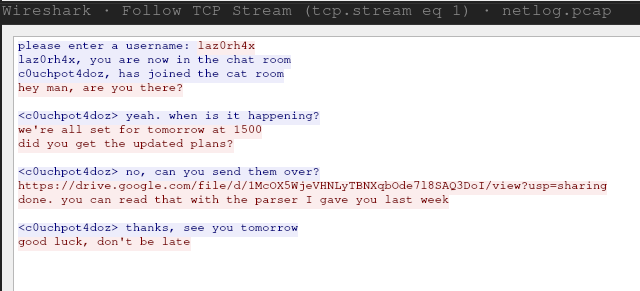 Wireshark · Follow TCP Stream (tcp.stream eq 1) · netlog.pcap
please enter a username: laz0rh4x
laz0rh4x, you are now in the chat room
c0uchpot4doz, has joined the cat room
hey man, are you there?
<c0uchpot4doz> yeah. when is it happening?
we're all set for tomorrow at 1500
did you get the updated plans?
<c0uchpot4doz> no, can you send them over?
https://drive.google.com/file/d/1McOX5WjeVHNLyTBNXqbOde7l8SAQ3DoI/view?usp=sharing
done. you can read that with the parser I gave you last week
<c0uchpot4doz> thanks, see you tomorrow
good luck, don't be late